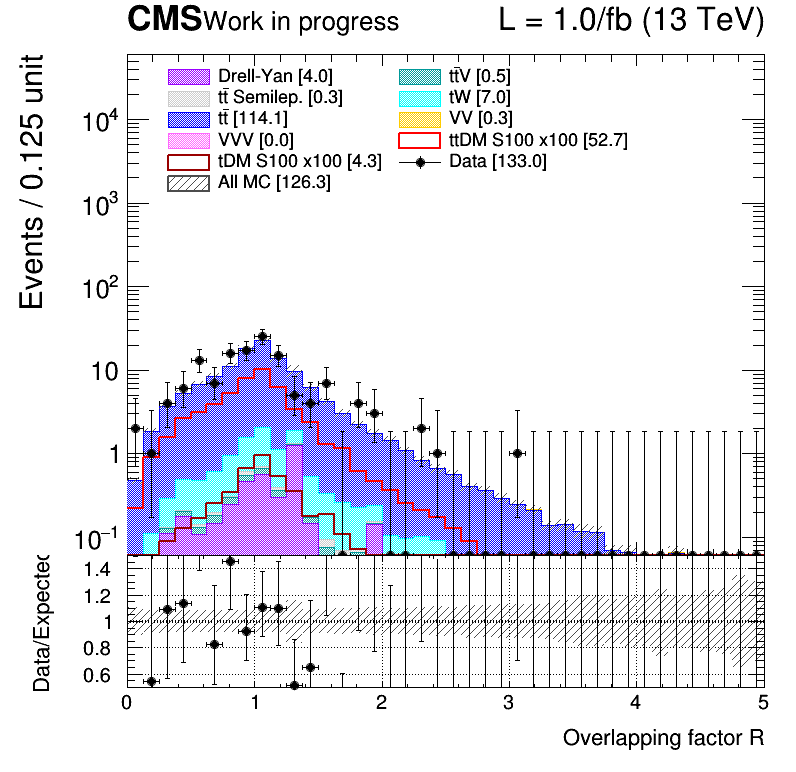 CMS Work in progress L = 1.0/fb (13 TeV)
Events / 0.125 unit
Drell-Yan [4.0]
tt̄V [0.5]
tt̄ Semilep. [0.3]
tW [7.0]
tt̄ [114.1]
VV [0.3]
VVV [0.0]
ttDM S100 x100 [52.7]
tDM S100 x100 [4.3]
Data [133.0]
All MC [126.3]
10⁴
10³
10²
10
1
10⁻¹
Data/Expected
1.4
1.2
1
0.8
0.6
0 1 2 3 4 5
Overlapping factor R